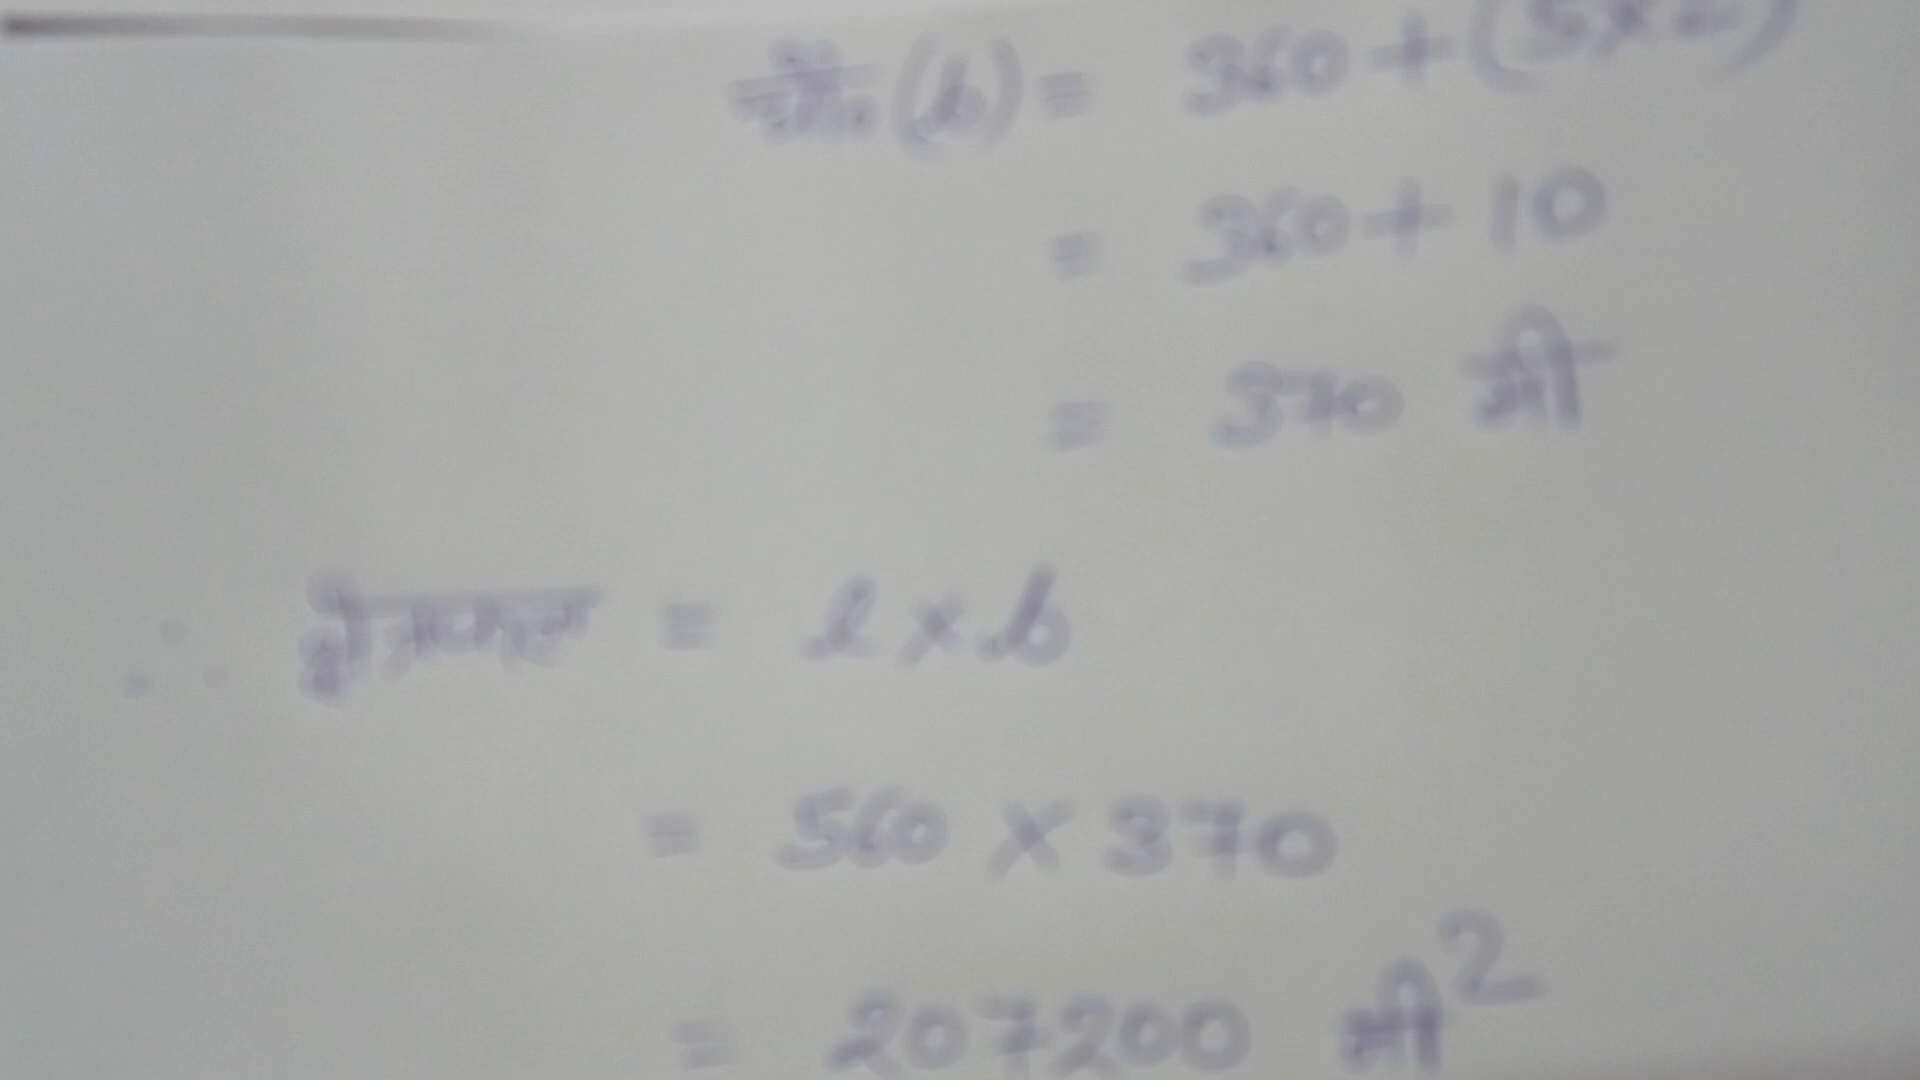 (b) = 360 + (5×2)
= 360 + 10
= 370 मी
∴ क्षेत्रफल = l × b
= 560 × 370
= 207200 मी²